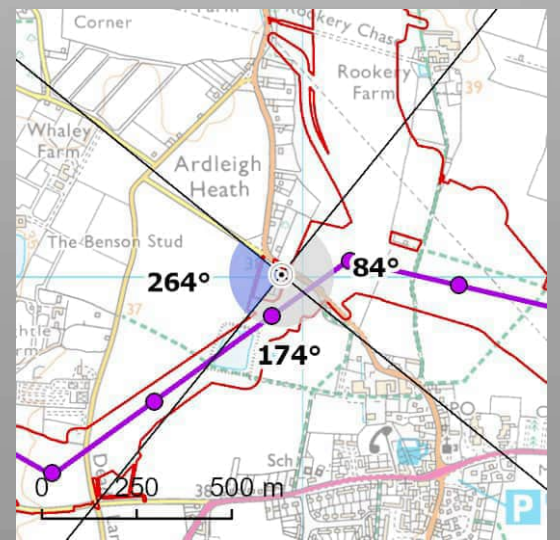 Corner
Rookery Chase
Rookery
Farm
39
Whaley
Farm
Ardleigh
Heath
The Benson Stud
264°
84°
37
174°
Sch
0 250 500 m
38
P